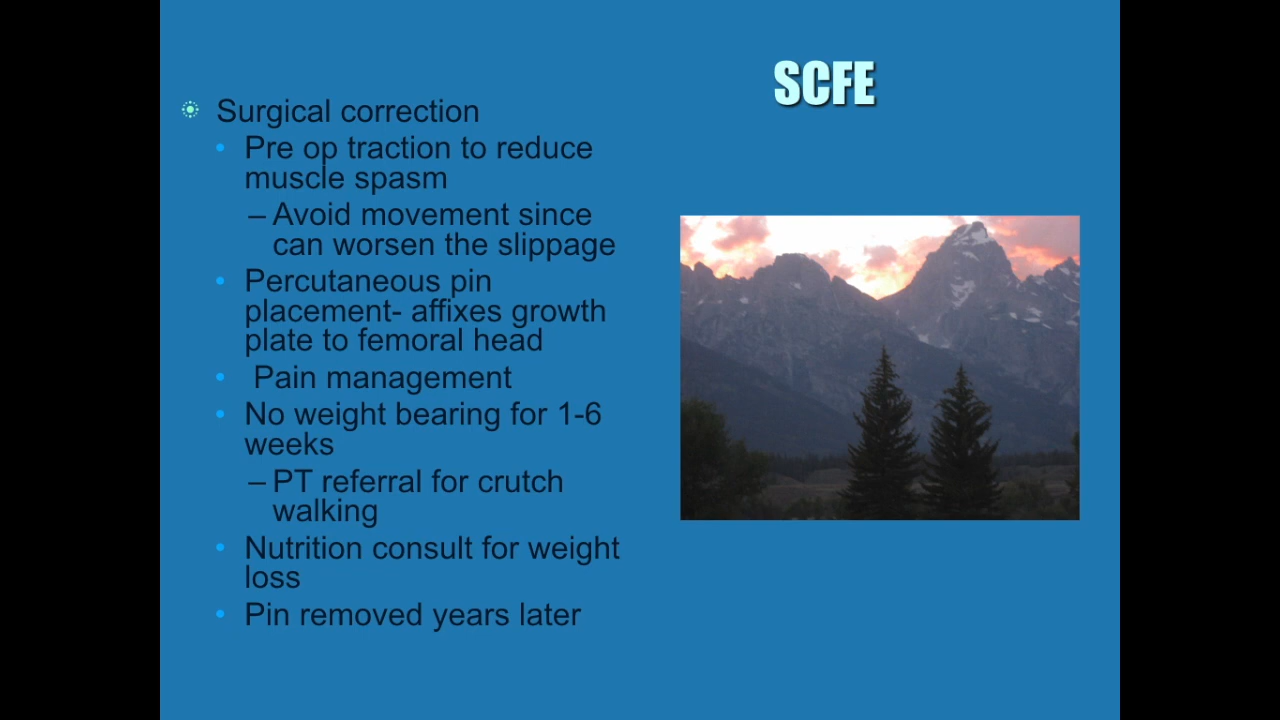 SCFE
Surgical correction
Pre op traction to reduce
muscle spasm
– Avoid movement since
can worsen the slippage
Percutaneous pin
placement- affixes growth
plate to femoral head
Pain management
No weight bearing for 1-6
weeks
– PT referral for crutch
walking
Nutrition consult for weight
loss
Pin removed years later